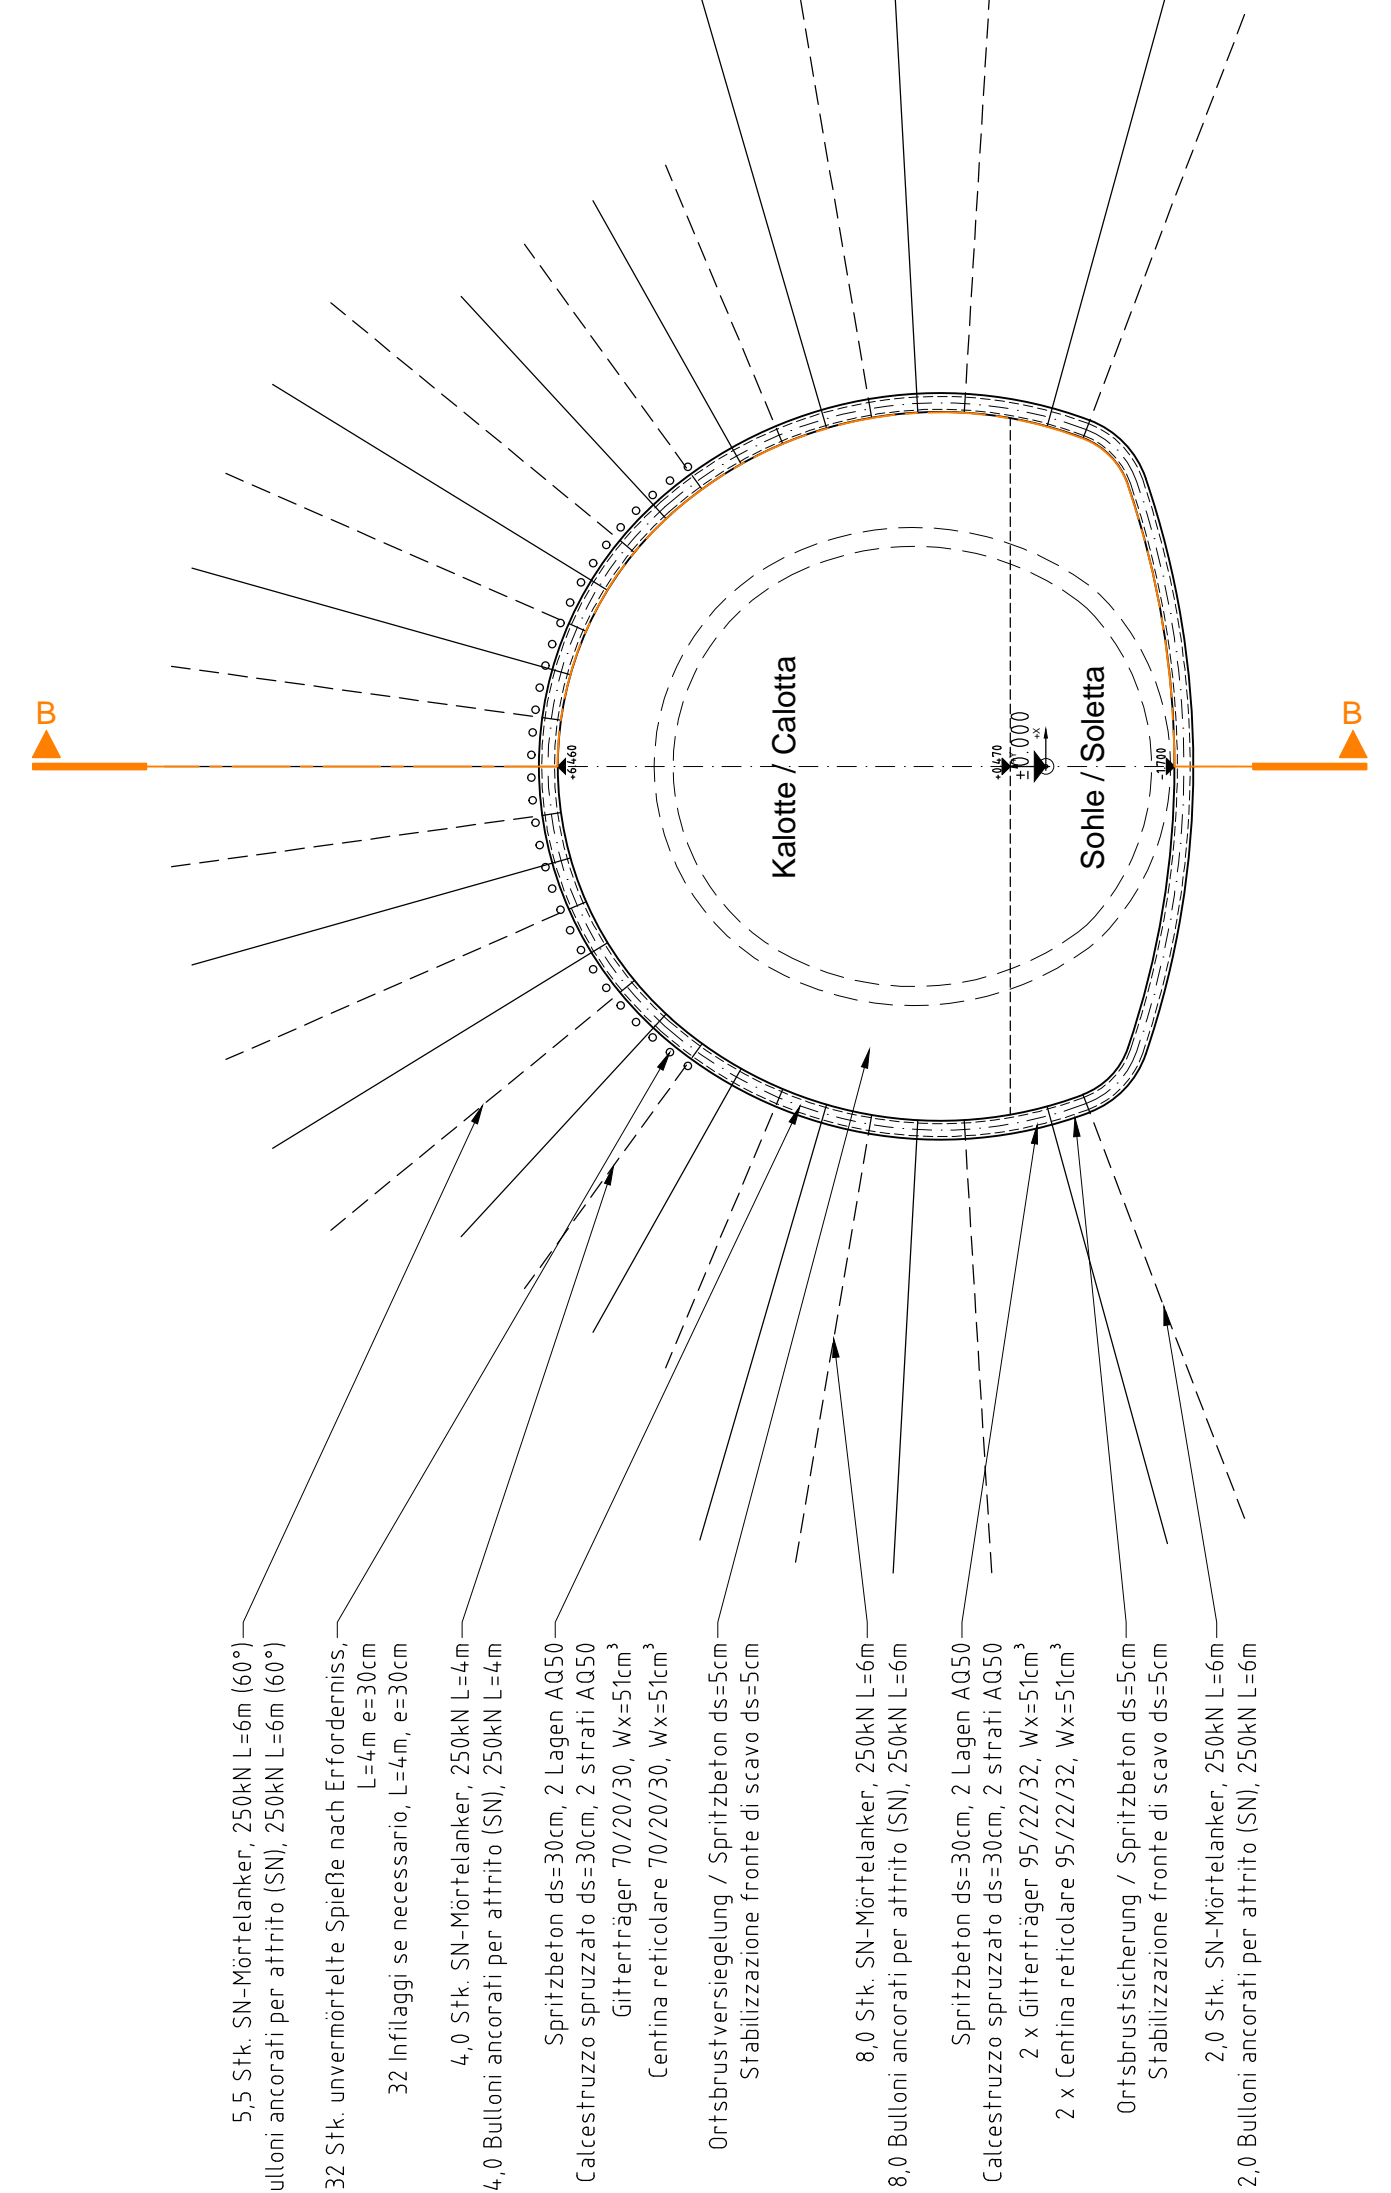 5,5 Stk. SN-Mörtelanker, 250kN L=6m (60°)
ulloni ancorati per attrito (SN), 250kN L=6m (60°)
32 Stk. unvermörtelte Spieße nach Erforderniss,
L=4m e=30cm
32 Infilaggi se necessario, L=4m, e=30cm
4,0 Stk. SN-Mörtelanker, 250kN L=4m
4,0 Bulloni ancorati per attrito (SN), 250kN L=4m
Spritzbeton ds=30cm, 2 Lagen AQ50
Calcestruzzo spruzzato ds=30cm, 2 strati AQ50
Gitterträger 70/20/30, Wx=51cm³
Centina reticolare 70/20/30, Wx=51cm³
Ortsbrustversiegelung / Spritzbeton ds=5cm
Stabilizzazione fronte di scavo ds=5cm
8,0 Stk. SN-Mörtelanker, 250kN L=6m
8,0 Bulloni ancorati per attrito (SN), 250kN L=6m
Spritzbeton ds=30cm, 2 Lagen AQ50
Calcestruzzo spruzzato ds=30cm, 2 strati AQ50
2 x Gitterträger 95/22/32, Wx=51cm³
2 x Centina reticolare 95/22/32, Wx=51cm³
Ortsbrustsicherung / Spritzbeton ds=5cm
Stabilizzazione fronte di scavo ds=5cm
2,0 Stk. SN-Mörtelanker, 250kN L=6m
2,0 Bulloni ancorati per attrito (SN), 250kN L=6m
B
+6,460
Kalotte / Calotta
+0,470
±0.000
+X
Sohle / Soletta
-1,700
B